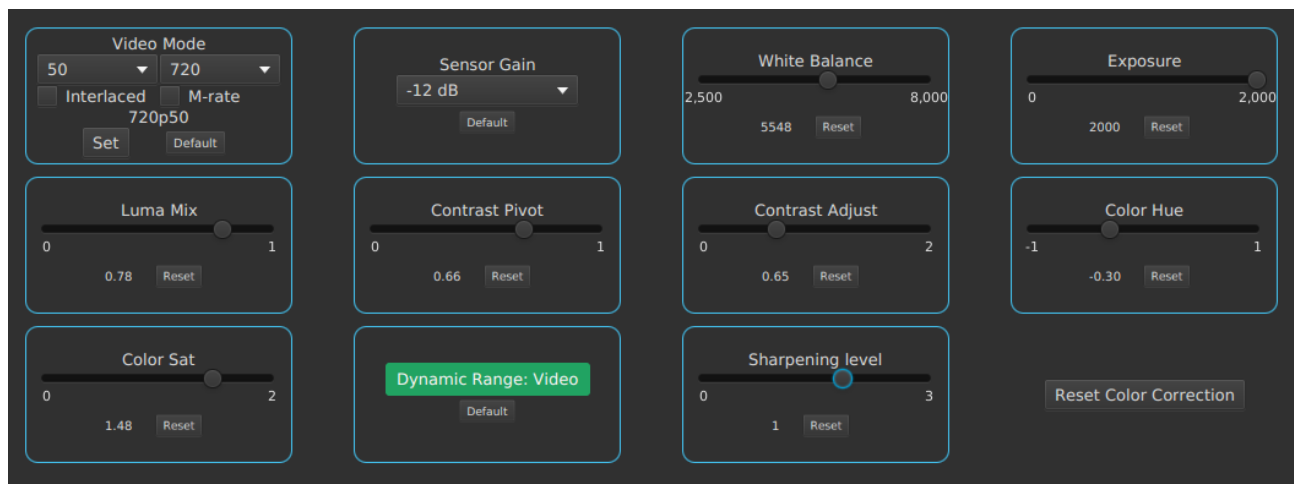 Video Mode
50 720
Interlaced M-rate
720p50
Set Default
Sensor Gain
-12 dB
Default
White Balance
2,500 8,000
5548 Reset
Exposure
0 2,000
2000 Reset
Luma Mix
0 1
0.78 Reset
Contrast Pivot
0 1
0.66 Reset
Contrast Adjust
0 2
0.65 Reset
Color Hue
-1 1
-0.30 Reset
Color Sat
0 2
1.48 Reset
Dynamic Range: Video
Default
Sharpening level
0 3
1 Reset
Reset Color Correction